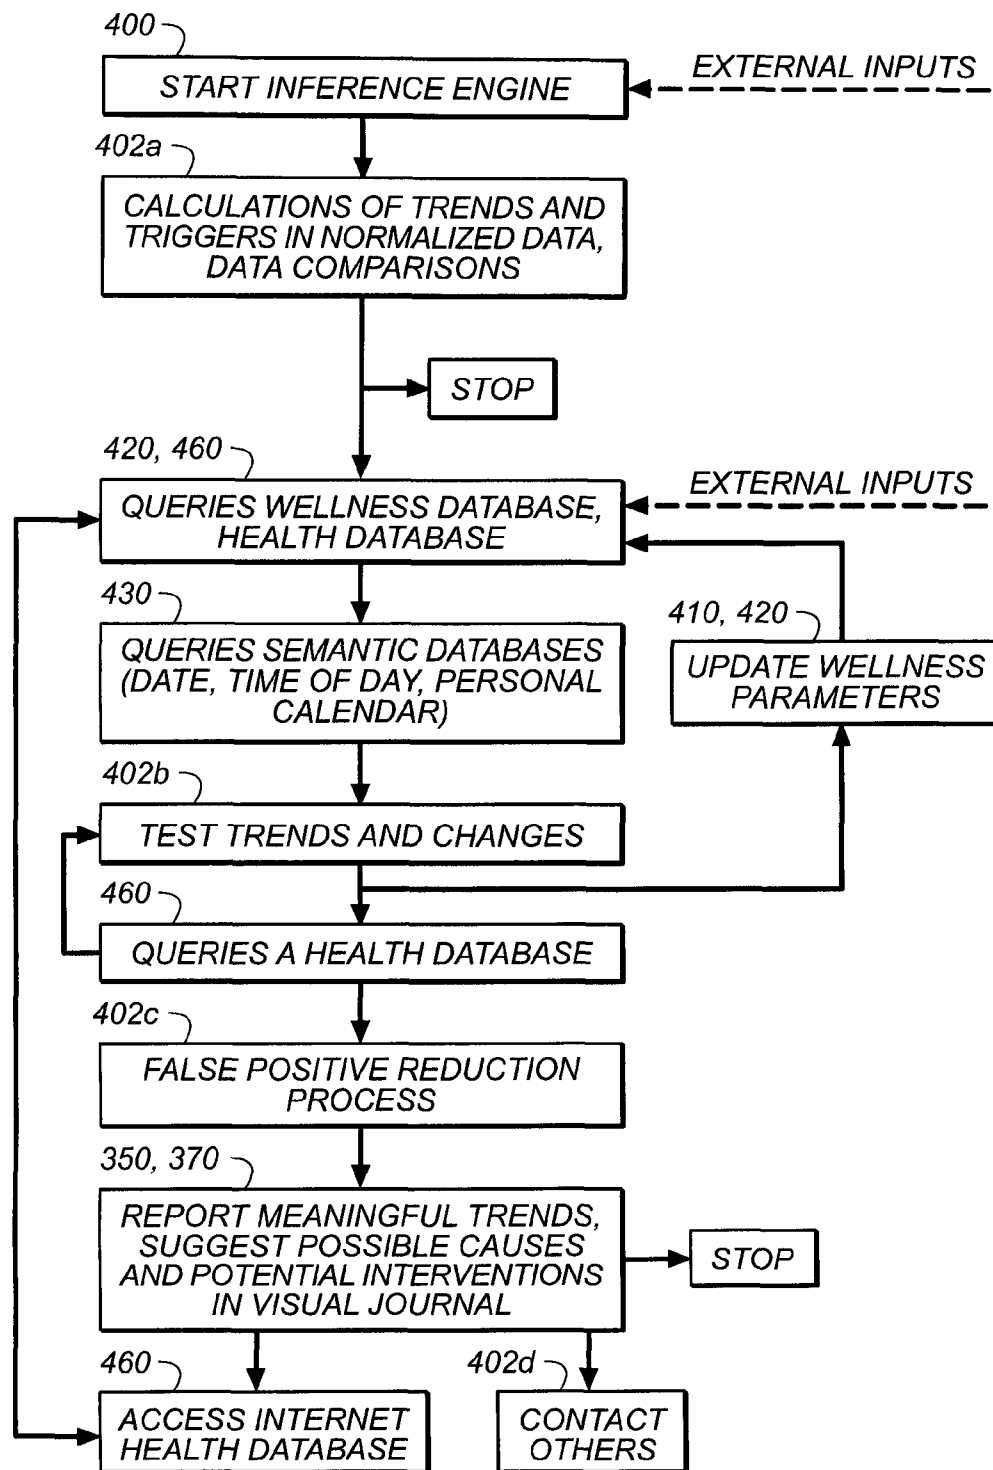 400
START INFERENCE ENGINE
EXTERNAL INPUTS
402a
CALCULATIONS OF TRENDS AND
TRIGGERS IN NORMALIZED DATA,
DATA COMPARISONS
STOP
420, 460
QUERIES WELLNESS DATABASE,
HEALTH DATABASE
EXTERNAL INPUTS
430
QUERIES SEMANTIC DATABASES
(DATE, TIME OF DAY, PERSONAL
CALENDAR)
410, 420
UPDATE WELLNESS
PARAMETERS
402b
TEST TRENDS AND CHANGES
460
QUERIES A HEALTH DATABASE
402c
FALSE POSITIVE REDUCTION
PROCESS
350, 370
REPORT MEANINGFUL TRENDS,
SUGGEST POSSIBLE CAUSES
AND POTENTIAL INTERVENTIONS
IN VISUAL JOURNAL
STOP
460
ACCESS INTERNET
HEALTH DATABASE
402d
CONTACT
OTHERS